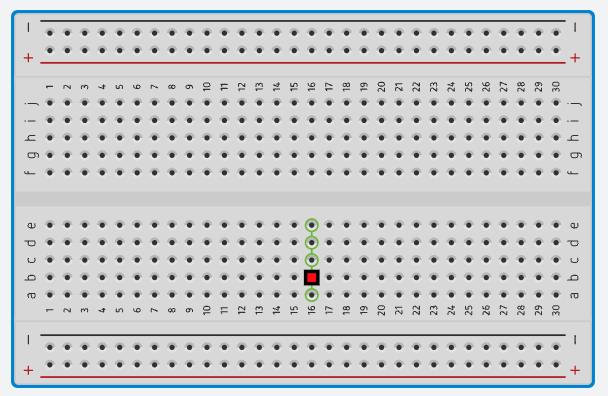 − −
+ +
1 2 3 4 5 6 7 8 9 10 11 12 13 14 15 16 17 18 19 20 21 22 23 24 25 26 27 28 29 30
j j
i i
h h
g g
f f
e e
d d
c c
b b
a a
1 2 3 4 5 6 7 8 9 10 11 12 13 14 15 16 17 18 19 20 21 22 23 24 25 26 27 28 29 30
− −
+ +